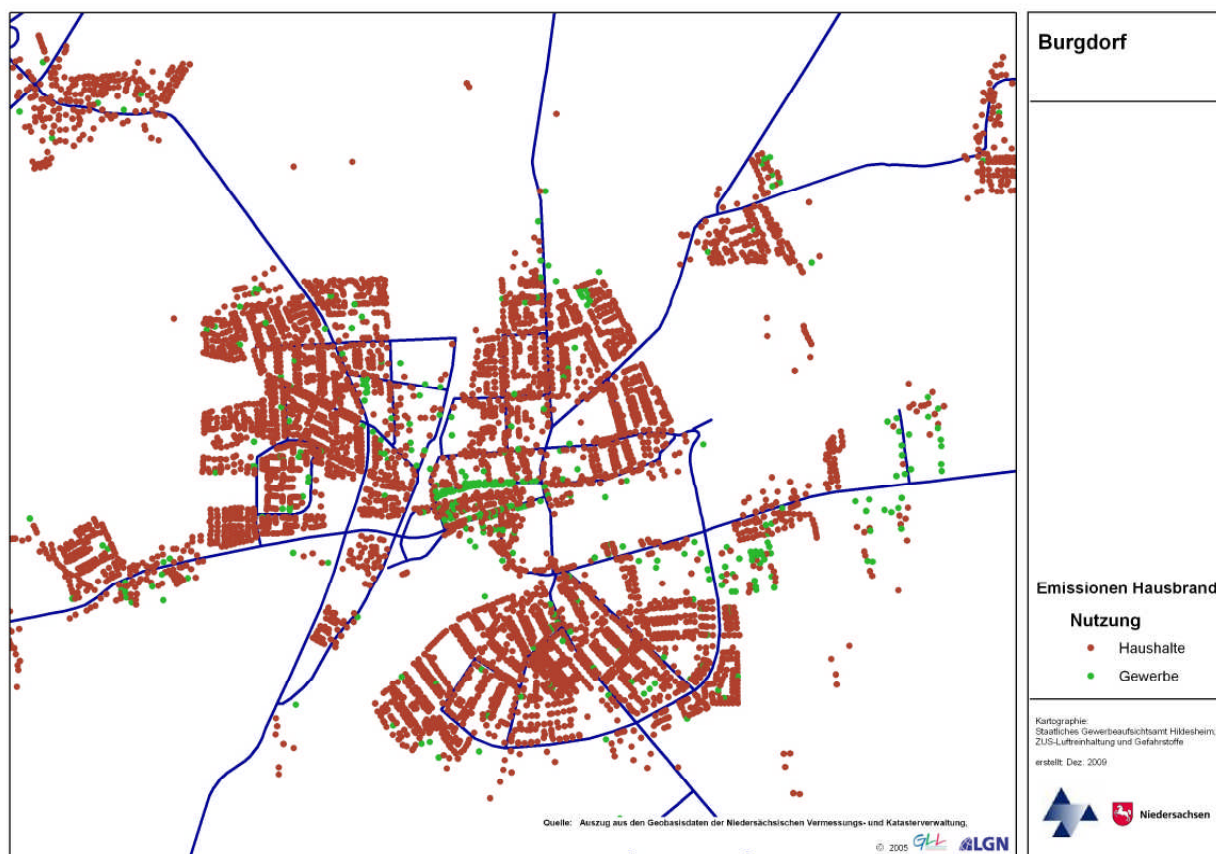 Burgdorf
Emissionen Hausbrand
Nutzung
Haushalte
Gewerbe
Kartographie:
Staatliches Gewerbeaufsichtsamt Hildesheim,
ZUS-Luftreinhaltung und Gefahrstoffe
erstellt: Dez. 2009
Niedersachsen
Quelle: Auszug aus den Geobasisdaten der Niedersächsischen Vermessungs- und Katasterverwaltung,
© 2005 GLL LGN